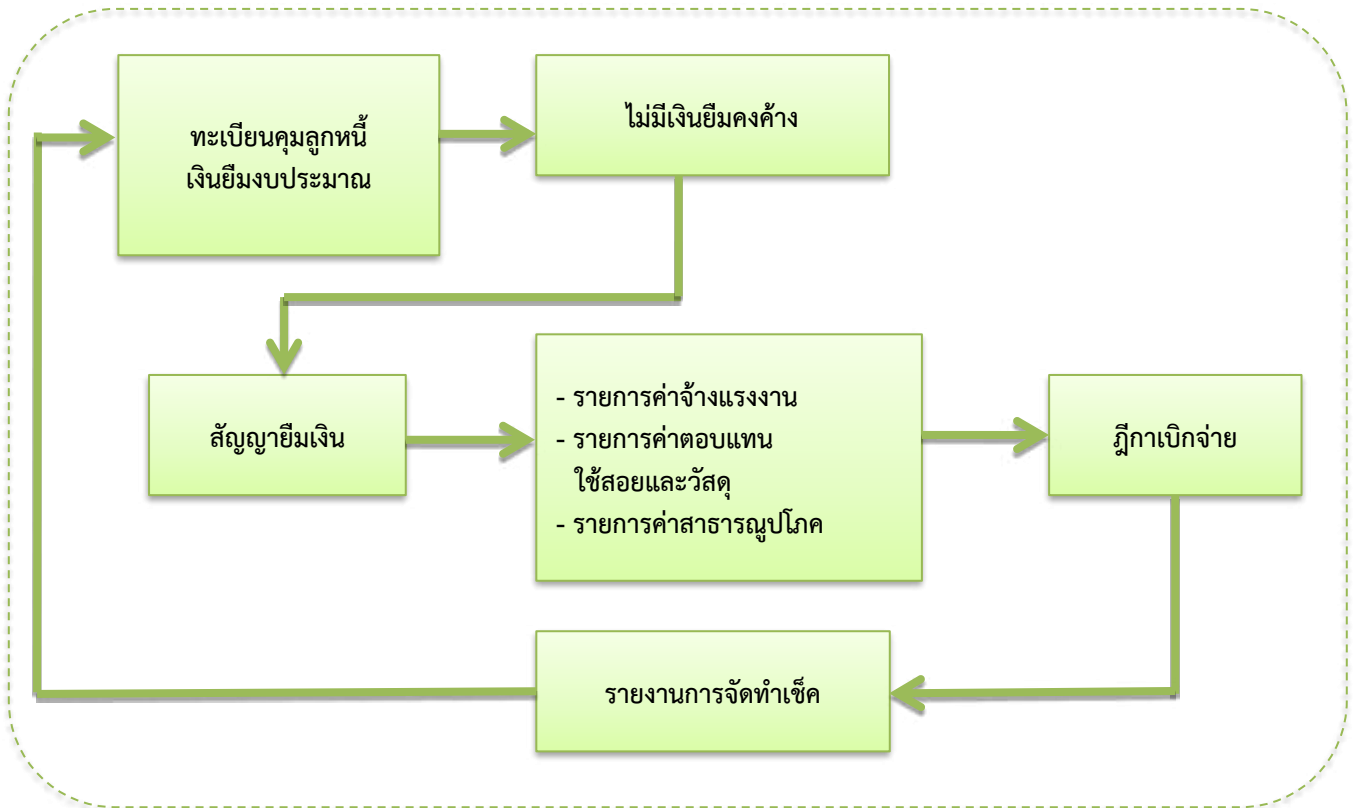 ทะเบียนคุมลูกหนี้
เงินยืมงบประมาณ
ไม่มีเงินยืมคงค้าง
สัญญายืมเงิน
- รายการค่าจ้างแรงงาน
- รายการค่าตอบแทน
ใช้สอยและวัสดุ
- รายการค่าสาธารณูปโภค
ฎีกาเบิกจ่าย
รายงานการจัดทำเช็ค